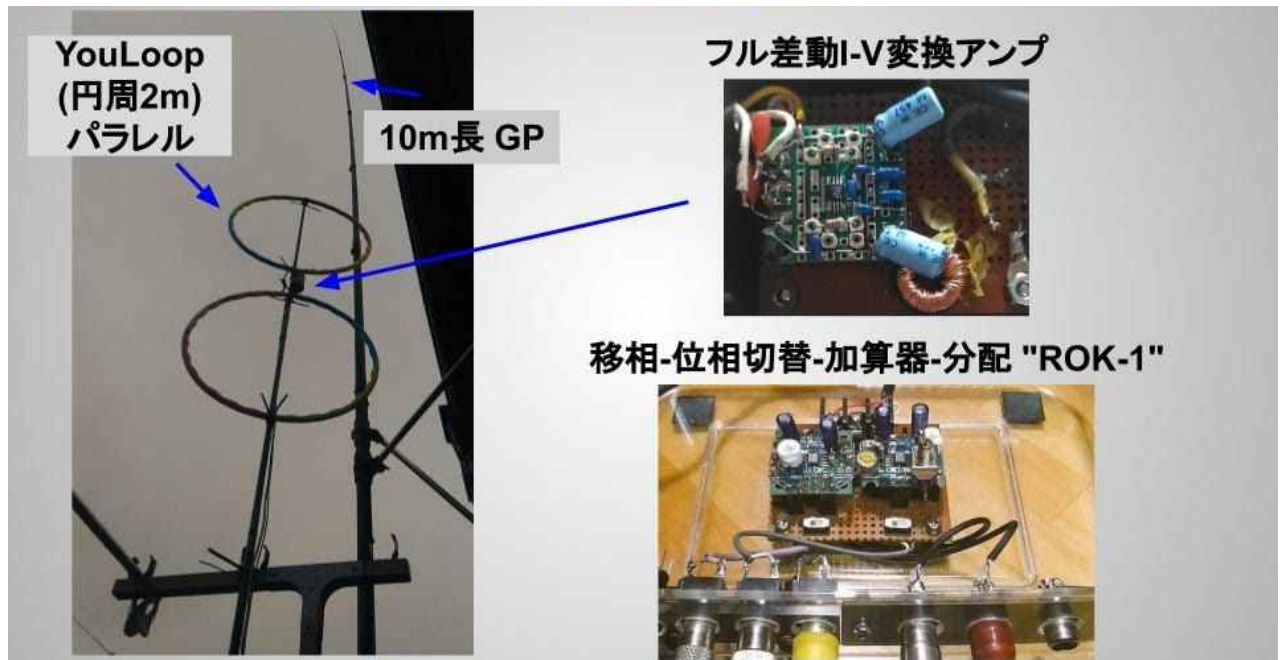 YouLoop
(円周2m)
パラレル
10m長 GP
フル差動I-V変換アンプ
移相-位相切替-加算器-分配 "ROK-1"